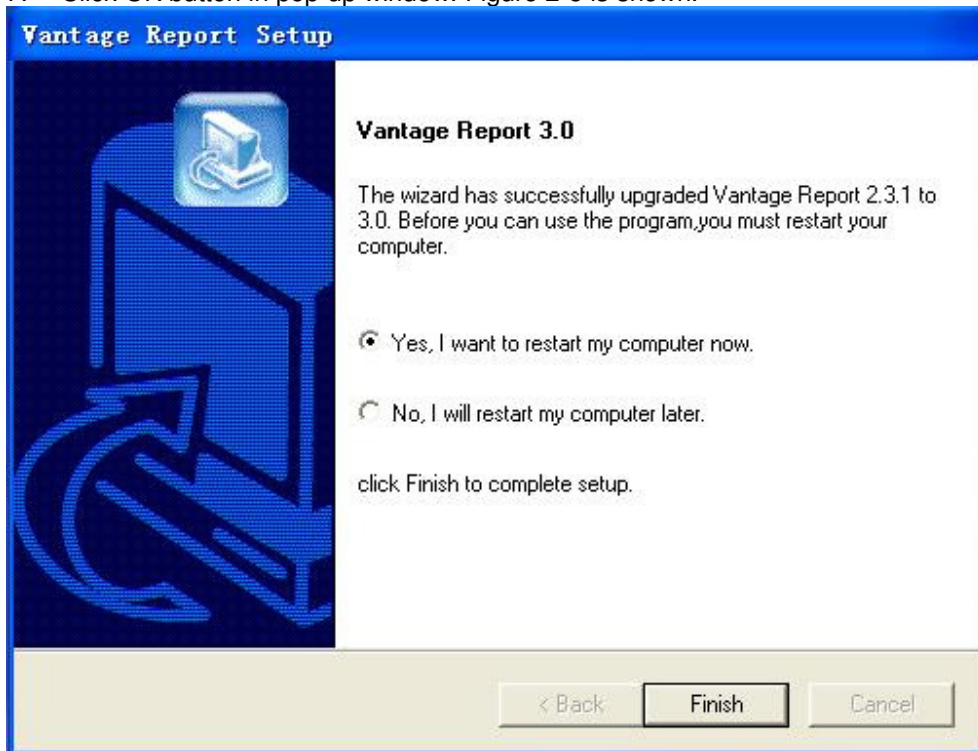 Vantage Report Setup
Vantage Report 3.0
The wizard has successfully upgraded Vantage Report 2.3.1 to
3.0. Before you can use the program,you must restart your
computer.
Yes, I want to restart my computer now.
No, I will restart my computer later.
click Finish to complete setup.
< Back
Finish
Cancel